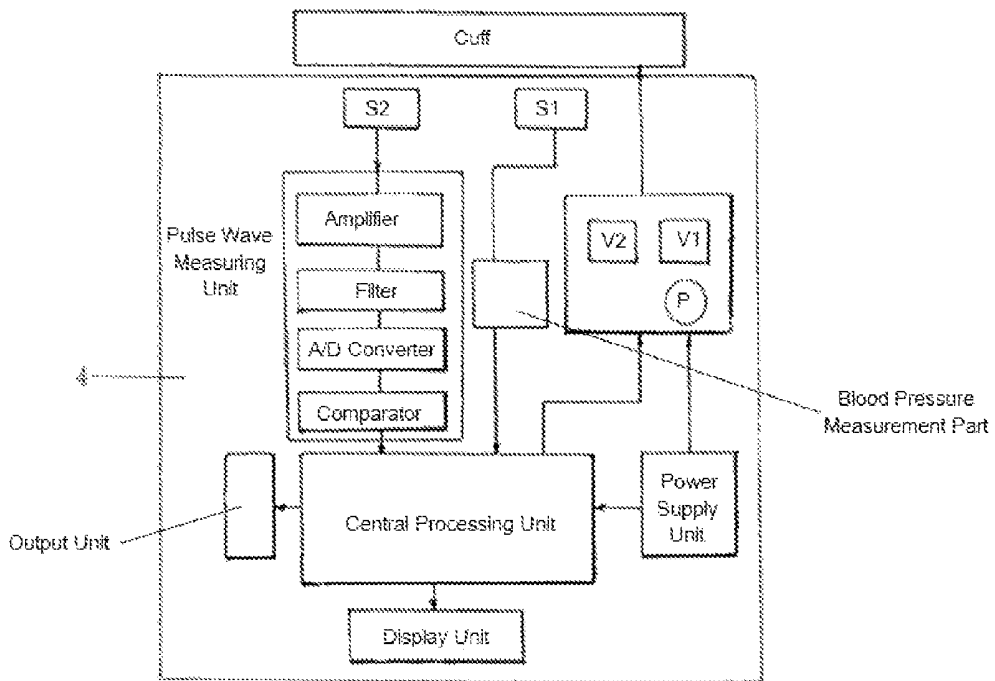 Cuff
S2
S1
Amplifier
Pulse Wave
Measuring
Unit
V2
V1
Filter
P
A/D Converter
4
Comparator
Blood Pressure
Measurement Part
Power
Supply
Unit
Central Processing Unit
Output Unit
Display Unit